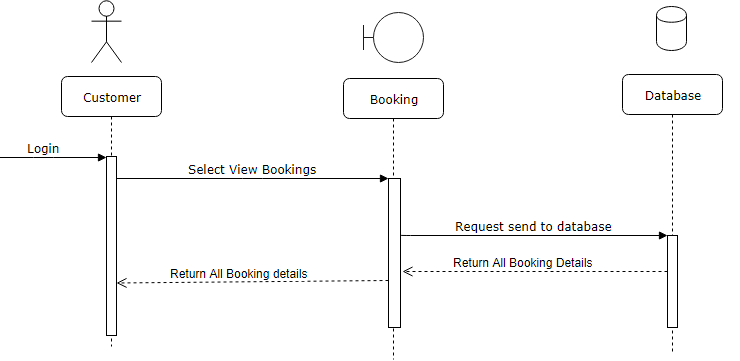 Customer
Booking
Database
Login
Select View Bookings
Request send to database
Return All Booking Details
Return All Booking details